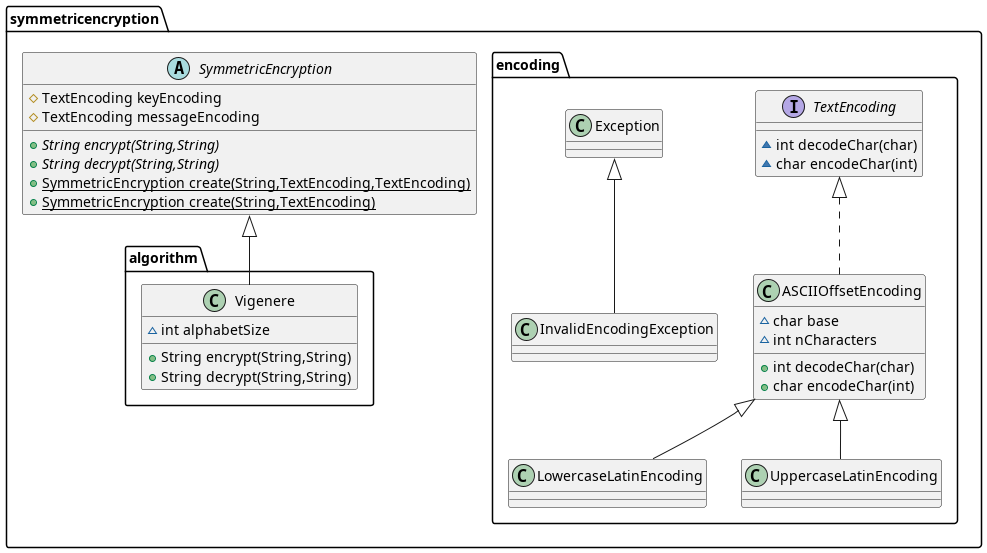 symmetricencryption
A SymmetricEncryption
TextEncoding keyEncoding
TextEncoding messageEncoding
String encrypt(String,String)
String decrypt(String,String)
SymmetricEncryption create(String,TextEncoding,TextEncoding)
SymmetricEncryption create(String,TextEncoding)
algorithm
C Vigenere
int alphabetSize
String encrypt(String,String)
String decrypt(String,String)
encoding
C Exception
I TextEncoding
int decodeChar(char)
char encodeChar(int)
C InvalidEncodingException
C ASCIIOffsetEncoding
char base
int nCharacters
int decodeChar(char)
char encodeChar(int)
C LowercaseLatinEncoding
C UppercaseLatinEncoding